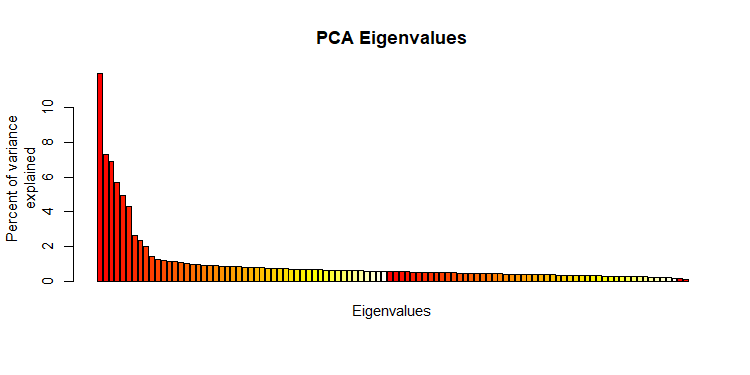 PCA Eigenvalues
Percent of variance
explained
10
8
6
4
2
0
Eigenvalues